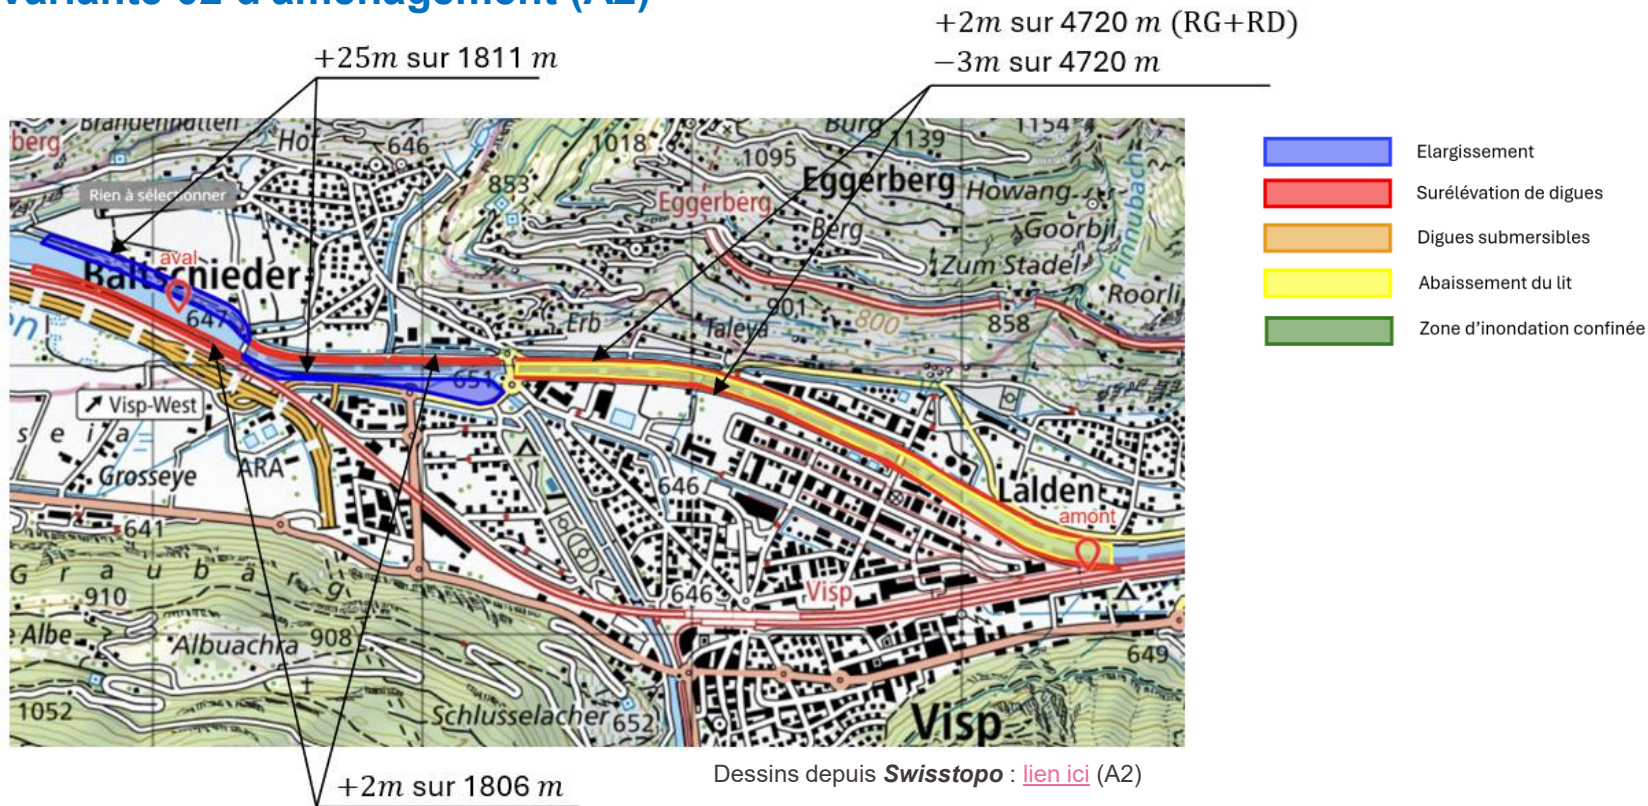 Variante 02 d'aménagement (A2)
+2m sur 4720 m (RG+RD)
−3m sur 4720 m
+25m sur 1811 m
Brandenhütten
Hof
646
1018
Burg
1139
1154
berg
1095
853
Eggerberg
Howang
Rien à sélectionner
Eggerberg
Berg
Goorbji
Finnubach
aval
Baltschieder
Zum Stadel
Roorli
647
901
800
858
Erb
Taleya
651
Visp-West
s e i a
Grosseye
ARA
646
Lalden
amont
641
G r a u b ä r g
910
646
Visp
Albe
Albuachra
908
649
1052
Schlusselacher
652
Visp
+2m sur 1806 m
Dessins depuis Swisstopo : lien ici (A2)
Elargissement
Surélévation de digues
Digues submersibles
Abaissement du lit
Zone d'inondation confinée